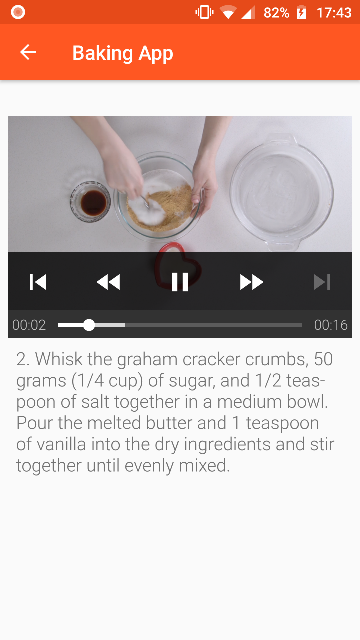 82% 17:43
Baking App
00:02 00:16
2. Whisk the graham cracker crumbs, 50
grams (1/4 cup) of sugar, and 1/2 teas-
poon of salt together in a medium bowl.
Pour the melted butter and 1 teaspoon
of vanilla into the dry ingredients and stir
together until evenly mixed.